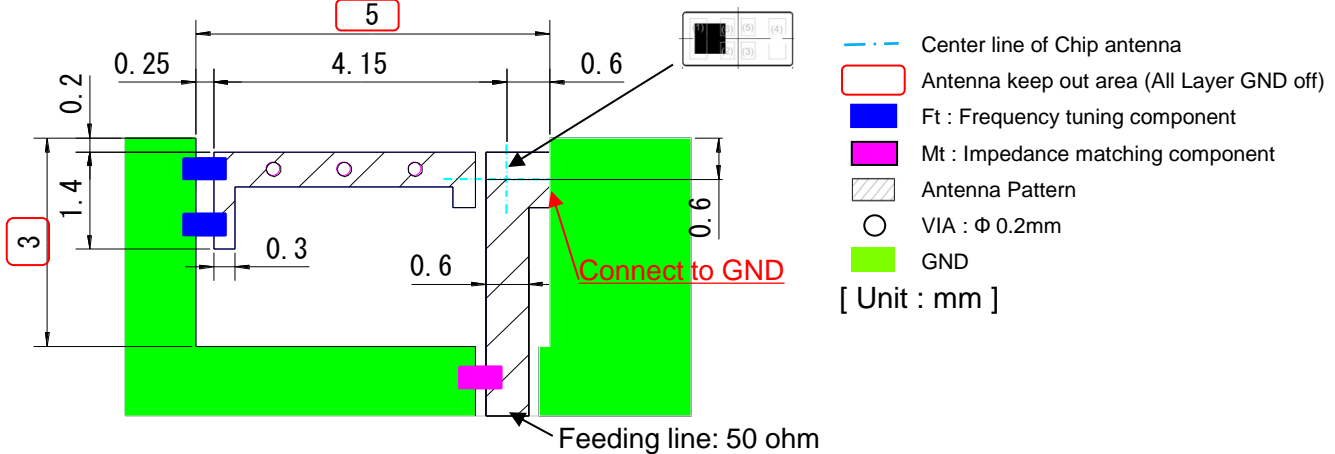 5
0.25
4.15
0.6
0.2
1.4
3
0.3
0.6
0.6
Connect to GND
Feeding line: 50 ohm
(5)
(4)
(3)
Center line of Chip antenna
Antenna keep out area (All Layer GND off)
Ft : Frequency tuning component
Mt : Impedance matching component
Antenna Pattern
VIA : Φ 0.2mm
GND
[ Unit : mm ]